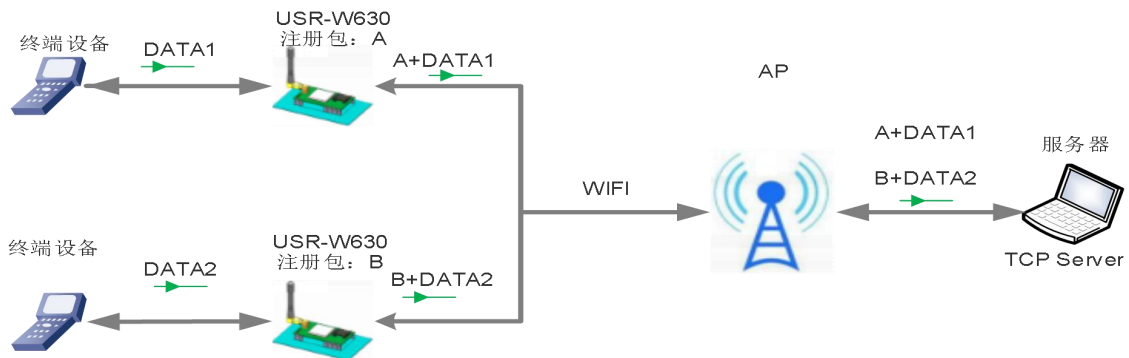 终端设备
DATA1
USR-W630
注册包：A
A+DATA1
AP
A+DATA1
B+DATA2
服务器
TCP Server
WIFI
终端设备
DATA2
USR-W630
注册包：B
B+DATA2